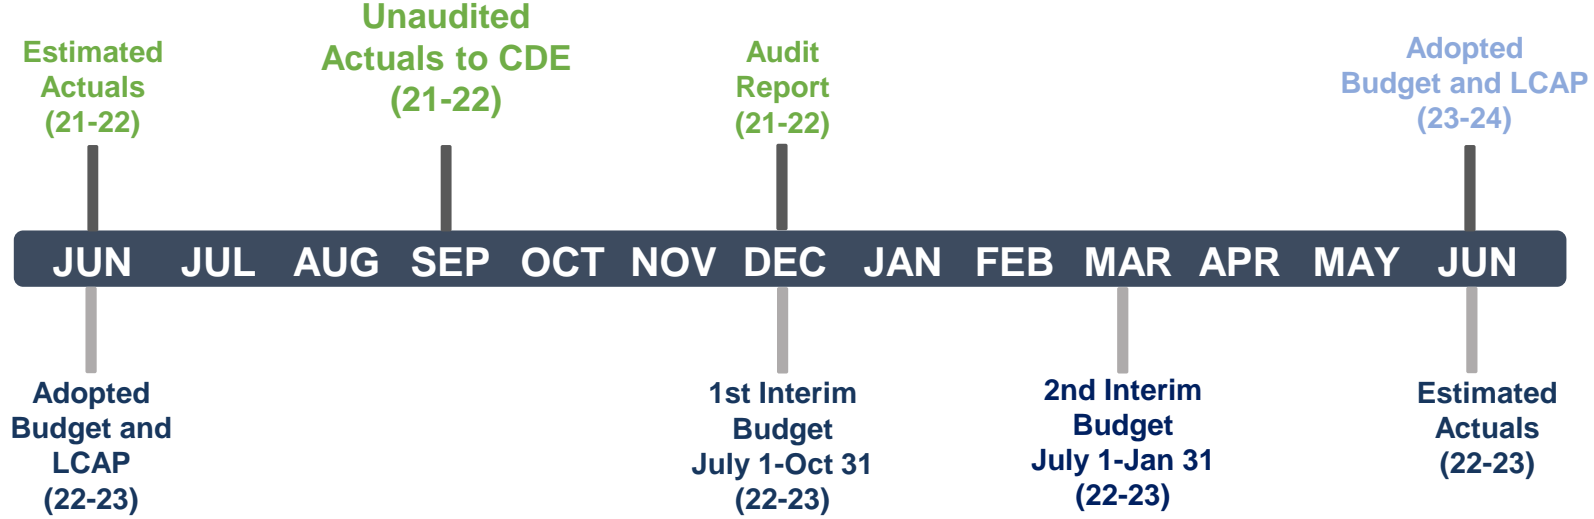 Estimated
Actuals
(21-22)
Unaudited
Actuals to CDE
(21-22)
Audit
Report
(21-22)
Adopted
Budget and LCAP
(23-24)
JUN JUL AUG SEP OCT NOV DEC JAN FEB MAR APR MAY JUN
Adopted
Budget and
LCAP
(22-23)
1st Interim
Budget
July 1-Oct 31
(22-23)
2nd Interim
Budget
July 1-Jan 31
(22-23)
Estimated
Actuals
(22-23)